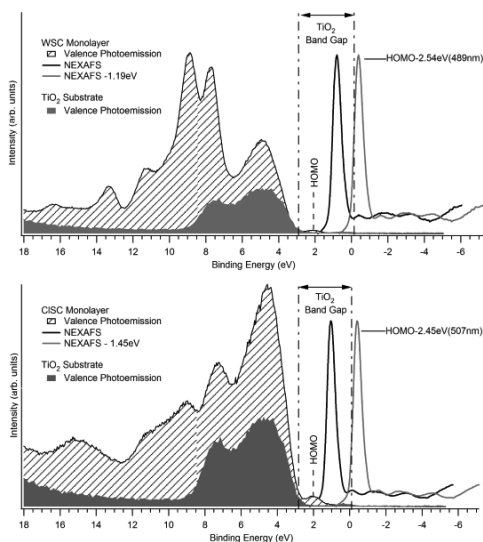 WSC Monolayer
Valence Photoemission
NEXAFS
NEXAFS -1.19eV
TiO2 Substrate
Valence Photoemission
TiO2
Band Gap
HOMO-2.54eV(489nm)
HOMO
Intensity (arb. units)
18 16 14 12 10 8 6 4 2 0 -2 -4 -6
Binding Energy (eV)
CISC Monolayer
Valence Photoemission
NEXAFS
NEXAFS - 1.45eV
TiO2 Substrate
Valence Photoemission
TiO2
Band Gap
HOMO-2.45eV(507nm)
HOMO
Intensity (arb. units)
18 16 14 12 10 8 6 4 2 0 -2 -4 -6
Binding Energy (eV)